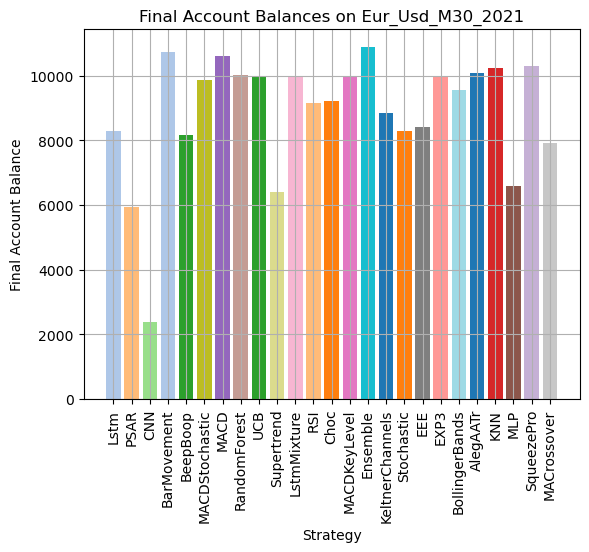 Final Account Balances on Eur_Usd_M30_2021
Final Account Balance
10000
8000
6000
4000
2000
0
Lstm
PSAR
CNN
BarMovement
BeepBoop
MACDStochastic
MACD
RandomForest
UCB
Supertrend
LstmMixture
RSI
Choc
MACDKeyLevel
Ensemble
KeltnerChannels
Stochastic
EEE
EXP3
BollingerBands
AlegAATr
KNN
MLP
SqueezePro
MACrossover
Strategy